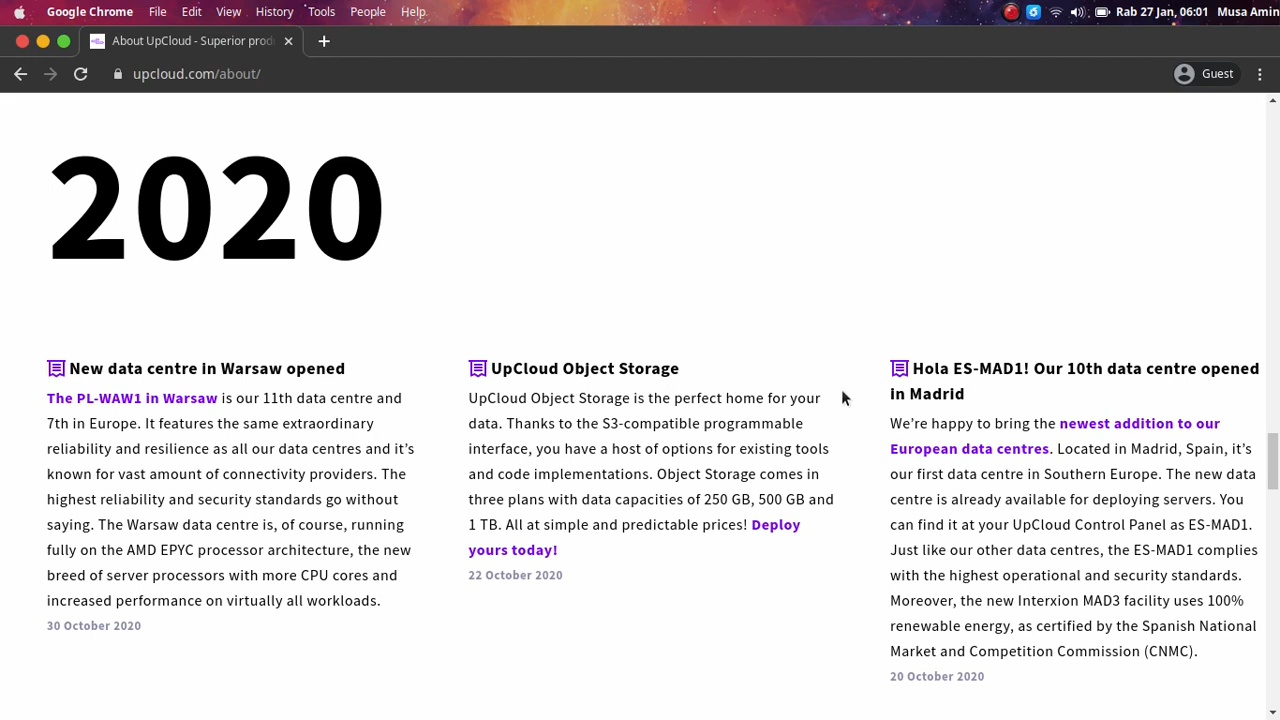 Google Chrome File Edit View History Tools People Help Rab 27 Jan, 06:01 Musa Amin
About UpCloud - Superior prod
upcloud.com/about/ Guest
2020
New data centre in Warsaw opened
The PL-WAW1 in Warsaw is our 11th data centre and
7th in Europe. It features the same extraordinary
reliability and resilience as all our data centres and it’s
known for vast amount of connectivity providers. The
highest reliability and security standards go without
saying. The Warsaw data centre is, of course, running
fully on the AMD EPYC processor architecture, the new
breed of server processors with more CPU cores and
increased performance on virtually all workloads.
30 October 2020
UpCloud Object Storage
UpCloud Object Storage is the perfect home for your
data. Thanks to the S3-compatible programmable
interface, you have a host of options for existing tools
and code implementations. Object Storage comes in
three plans with data capacities of 250 GB, 500 GB and
1 TB. All at simple and predictable prices! Deploy
yours today!
22 October 2020
Hola ES-MAD1! Our 10th data centre opened
in Madrid
We’re happy to bring the newest addition to our
European data centres. Located in Madrid, Spain, it’s
our first data centre in Southern Europe. The new data
centre is already available for deploying servers. You
can find it at your UpCloud Control Panel as ES-MAD1.
Just like our other data centres, the ES-MAD1 complies
with the highest operational and security standards.
Moreover, the new Interxion MAD3 facility uses 100%
renewable energy, as certified by the Spanish National
Market and Competition Commission (CNMC).
20 October 2020